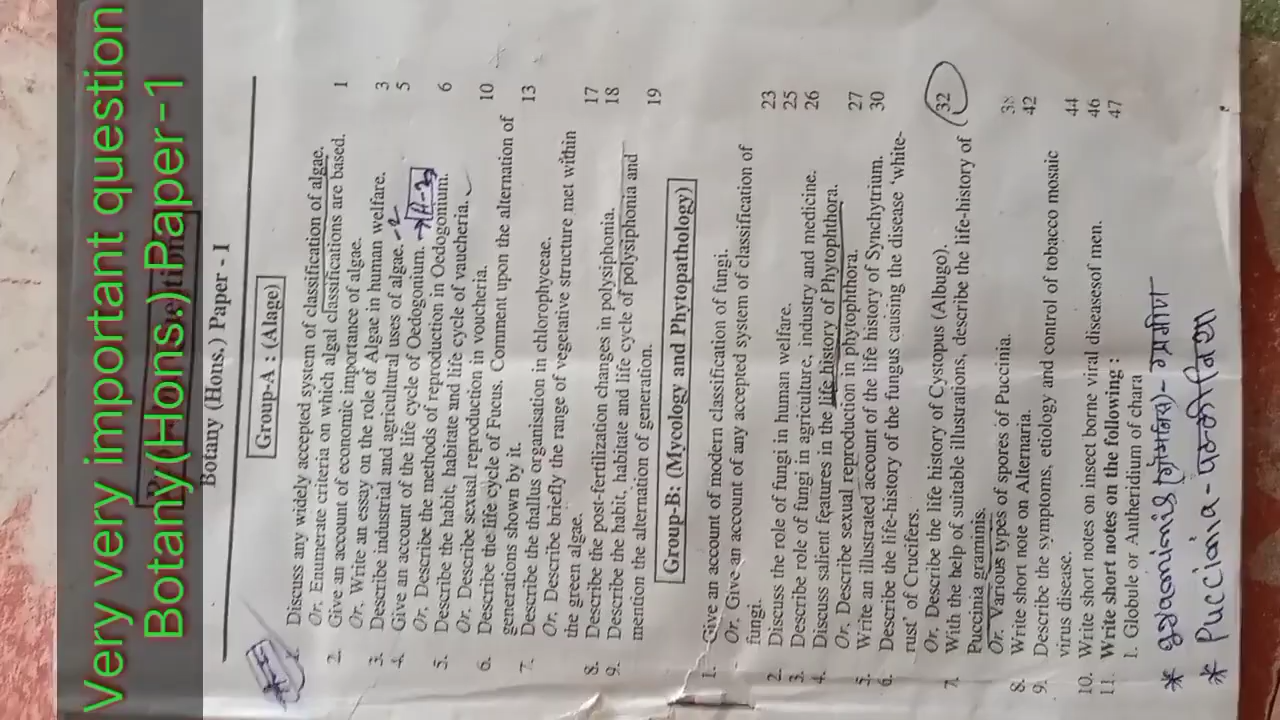 Very very important question
Botany(Hons.) Paper-1
Botany (Hons.) Paper - I
Group-A : (Alage)
1. Discuss any widely accepted system of classification of algae.
Or. Enumerate criteria on which algal classifications are based. 1
2. Give an account of economic importance of algae.
Or. Write an essay on the role of Algae in human welfare. 3
3. Describe industrial and agricultural uses of algae. 5
4. Give an account of the life cycle of Oedogonium.
Or. Describe the methods of reproduction in Oedogonium. 6
5. Describe the habit, habitate and life cycle of vaucheria.
Or. Describe sexual reproduction in voucheria. 10
6. Describe the life cycle of Fucus. Comment upon the alternation of
generations shown by it. 13
7. Describe the thallus organisation in chlorophyceae.
Or. Describe briefly the range of vegetative structure met within
the green algae. 17
8. Describe the post-fertilization changes in polysiphonia. 18
9. Describe the habit, habitate and life cycle of polysiphonia and
mention the alternation of generation. 19
Group-B: (Mycology and Phytopathology)
1. Give an account of modern classification of fungi.
Or. Give an account of any accepted system of classification of
fungi. 23
2. Discuss the role of fungi in human welfare. 25
3. Describe role of fungi in agriculture, industry and medicine. 26
4. Discuss salient features in the life history of Phytophthora.
Or. Describe sexual reproduction in phytophthora. 27
5. Write an illustrated account of the life history of Synchytrium. 30
6. Describe the life-history of the fungus causing the disease ‘white-
rust’ of Crucifers.
Or. Describe the life history of Cystopus (Albugo). 32
7. With the help of suitable illustrations, describe the life-history of
Puccinia graminis.
Or. Various types of spores of Puccinia. 38
8. Write short note on Alternaria. 42
9. Describe the symptoms, etiology and control of tobacco mosaic
virus disease. 44
10. Write short notes on insect borne viral diseasesof men. 46
11. Write short notes on the following : 47
1. Globule or Antheridium of chara
* Puccinia - पक्कीनिया